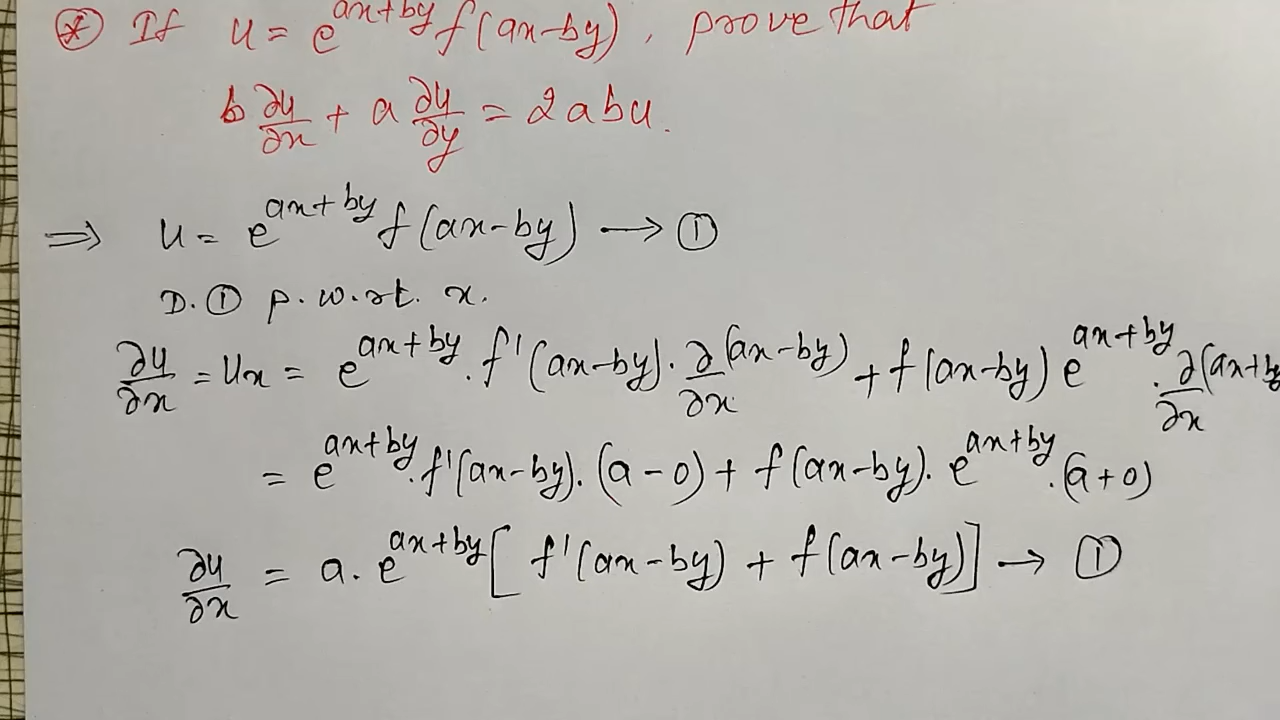 ⊛ If u = e^{ax+by} f(ax-by), prove that
b ∂u/∂x + a ∂u/∂y = 2abu.
⇒ u = e^{ax+by} f(ax-by) → ①
D. ① p.w.r.t. x.
∂u/∂x = ux = e^{ax+by}. f'(ax-by). ∂/∂x (ax-by) + f(ax-by) e^{ax+by}. ∂/∂x (ax+by
= e^{ax+by}. f'(ax-by). (a-0) + f(ax-by). e^{ax+by}. (a+0)
∂u/∂x = a. e^{ax+by} [f'(ax-by) + f(ax-by)] → ①